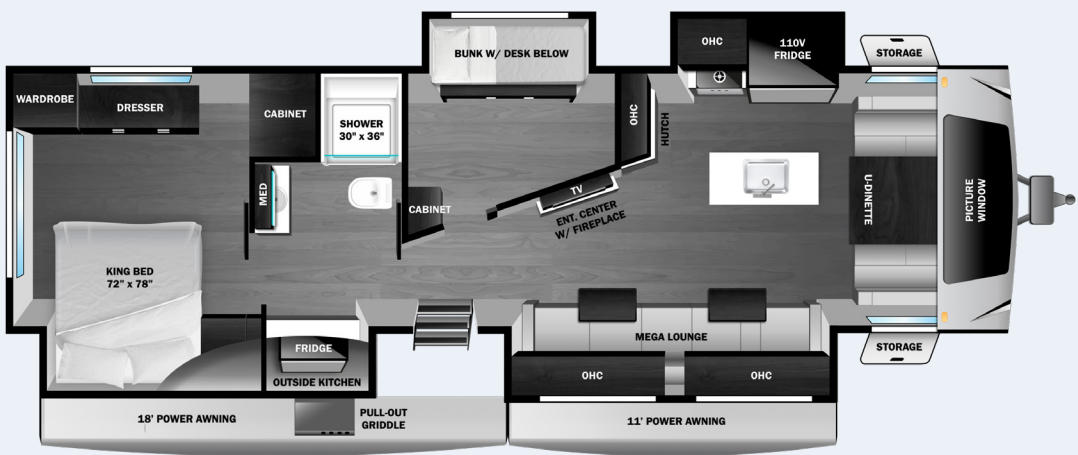 BUNK W/ DESK BELOW
OHC
110V
FRIDGE
STORAGE
WARDROBE
DRESSER
CABINET
SHOWER
30" x 36"
OHC
HUTCH
MED
CABINET
TV
ENT. CENTER
W/ FIREPLACE
U-DINETTE
PICTURE
WINDOW
KING BED
72" x 78"
MEGA LOUNGE
FRIDGE
OUTSIDE KITCHEN
OHC
OHC
STORAGE
18' POWER AWNING
PULL-OUT
GRIDDLE
11' POWER AWNING